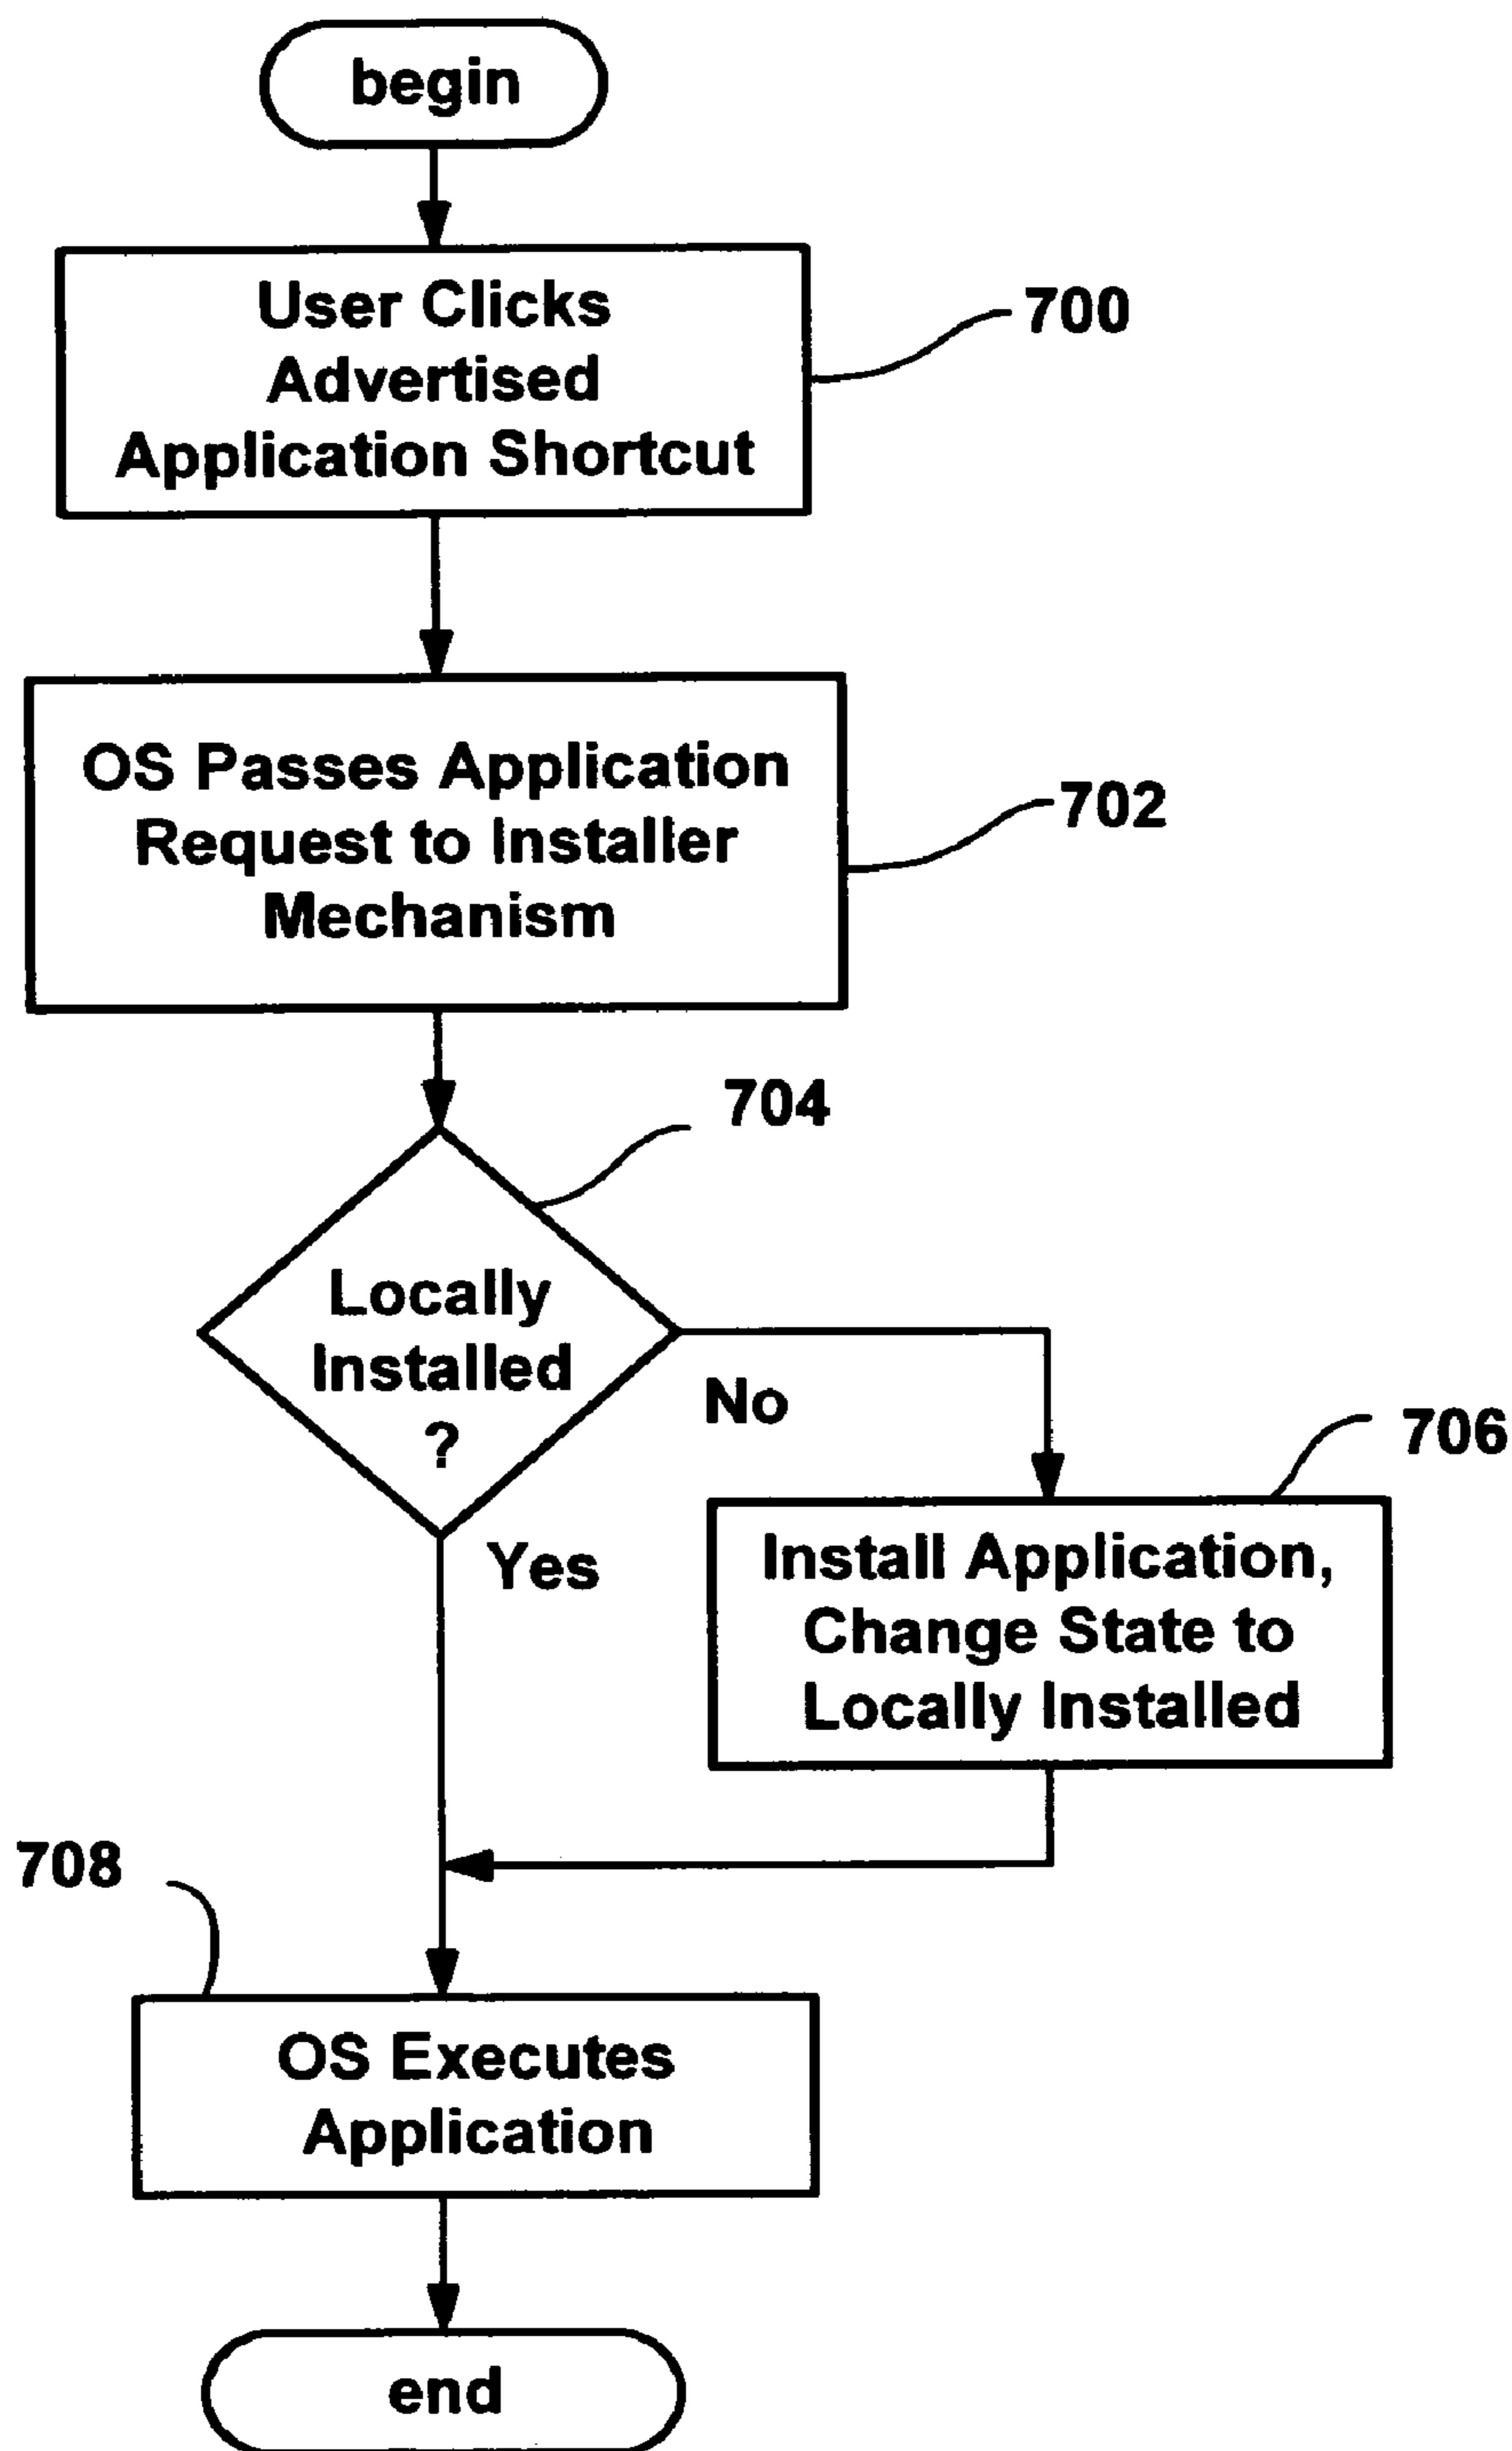 begin
User Clicks
Advertised
Application Shortcut
700
OS Passes Application
Request to Installer
Mechanism
702
704
Locally
Installed
?
No
Yes
706
Install Application,
Change State to
Locally Installed
708
OS Executes
Application
end